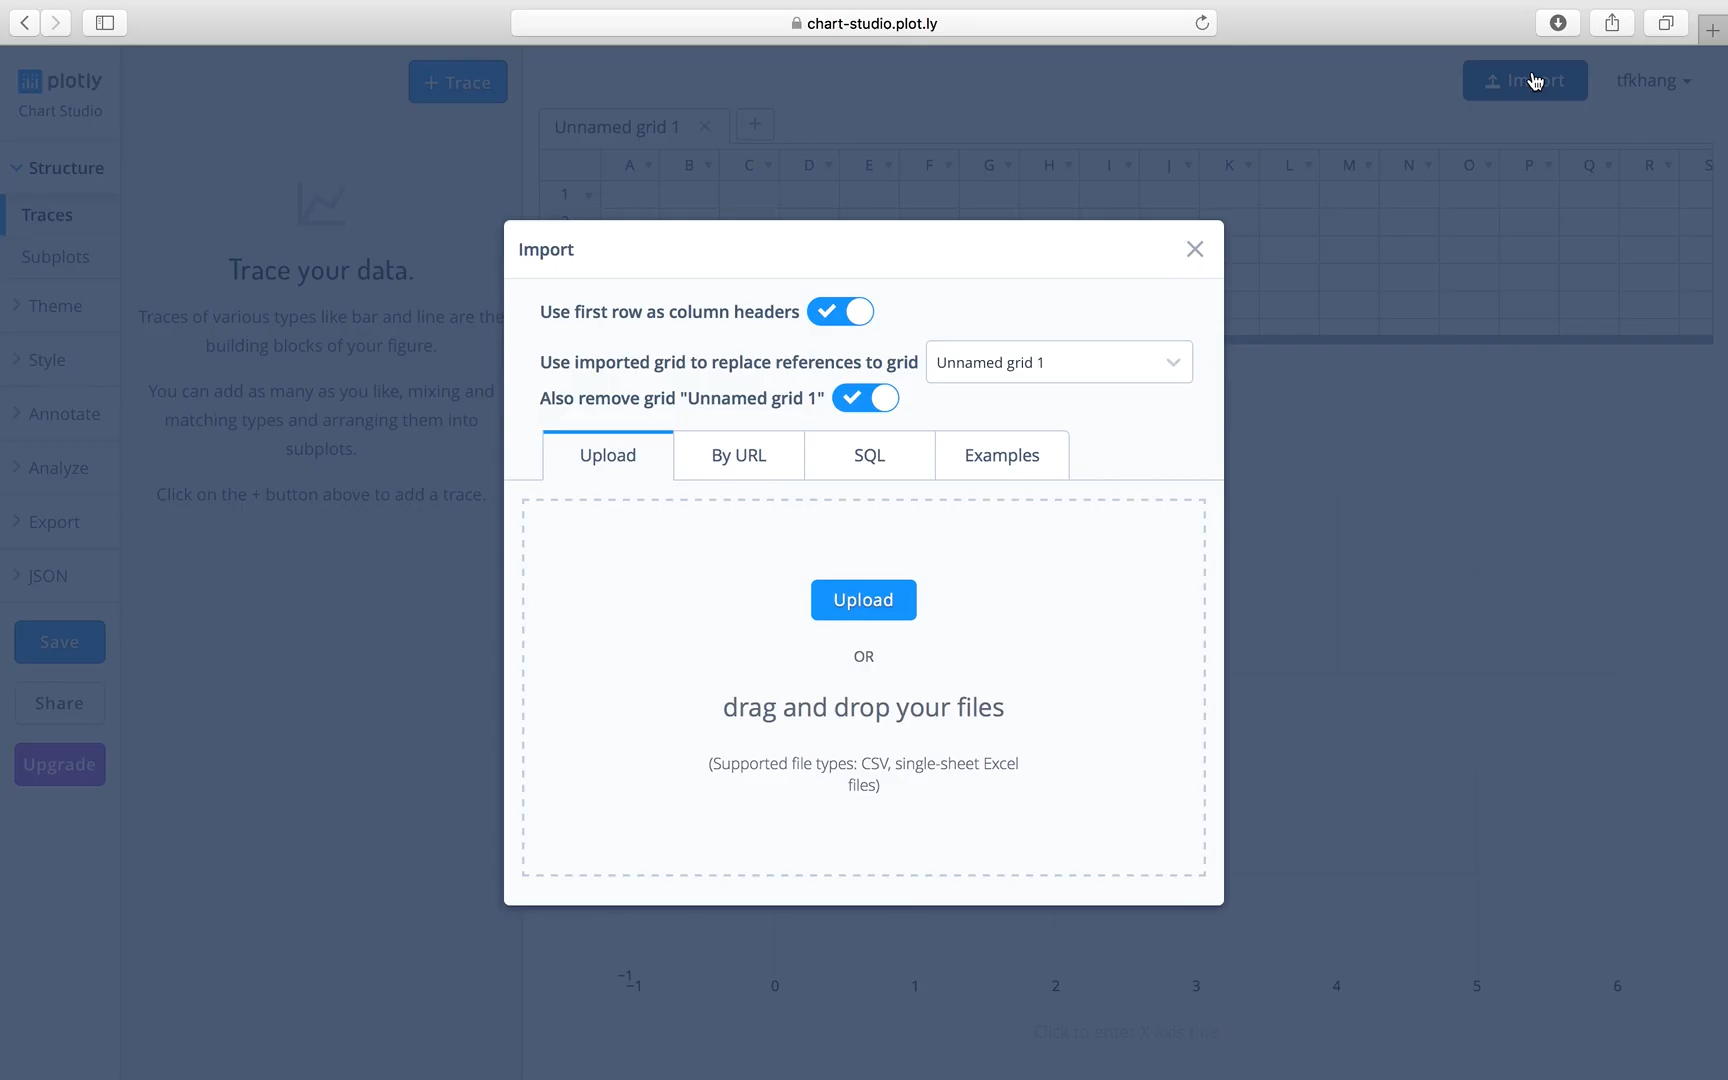 chart-studio.plot.ly
plotly
Chart Studio
+ Trace
Import
tfkhang
Unnamed grid 1
+
A B C D E F G H I J K L M N O P Q R S
1
Structure
Traces
Subplots
Theme
Style
Annotate
Analyze
Export
JSON
Save
Share
Upgrade
Trace your data.
Traces of various types like bar and line are the
building blocks of your figure.
You can add as many as you like, mixing and
matching types and arranging them into
subplots.
Click on the + button above to add a trace.
Import
Use first row as column headers
Use imported grid to replace references to grid
Unnamed grid 1
Also remove grid "Unnamed grid 1"
Upload
By URL
SQL
Examples
Upload
OR
drag and drop your files
(Supported file types: CSV, single-sheet Excel
files)
−1
−1 0 1 2 3 4 5 6
Click to enter X axis title